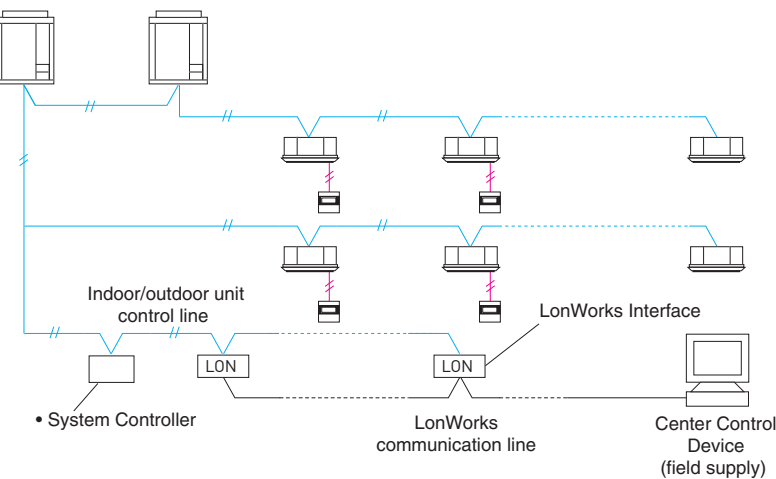 Indoor/outdoor unit
control line
LonWorks Interface
LON
LON
• System Controller
LonWorks
communication line
Center Control
Device
(field supply)